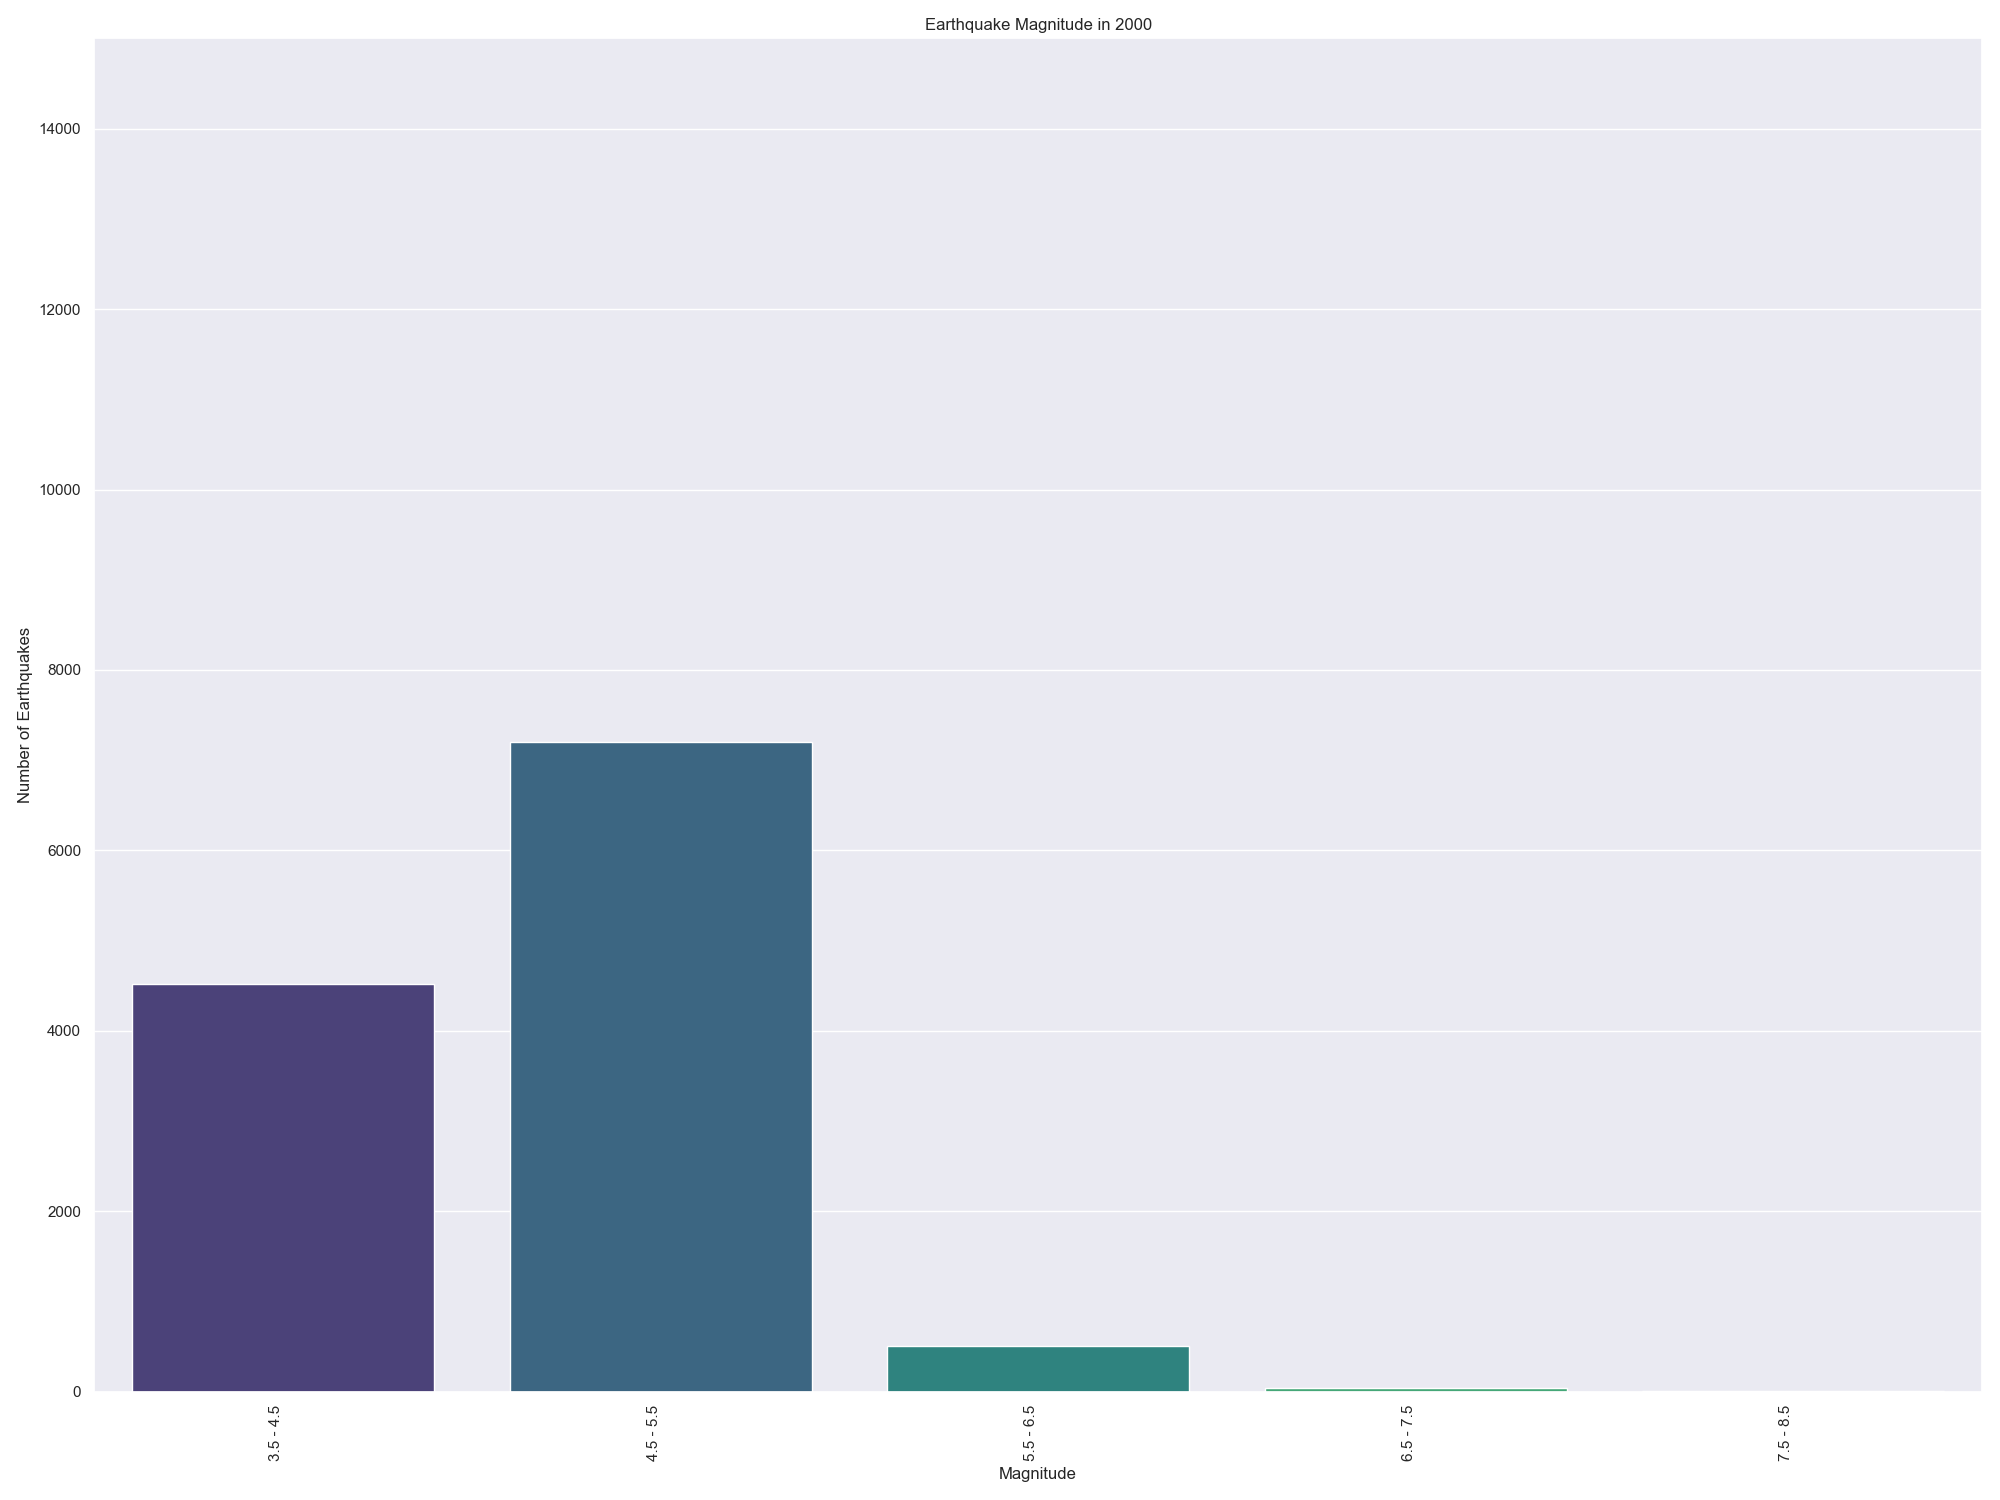 Earthquake Magnitude in 2000
14000
12000
10000
8000
6000
4000
2000
0
Number of Earthquakes
3.5 - 4.5
4.5 - 5.5
5.5 - 6.5
6.5 - 7.5
7.5 - 8.5
Magnitude